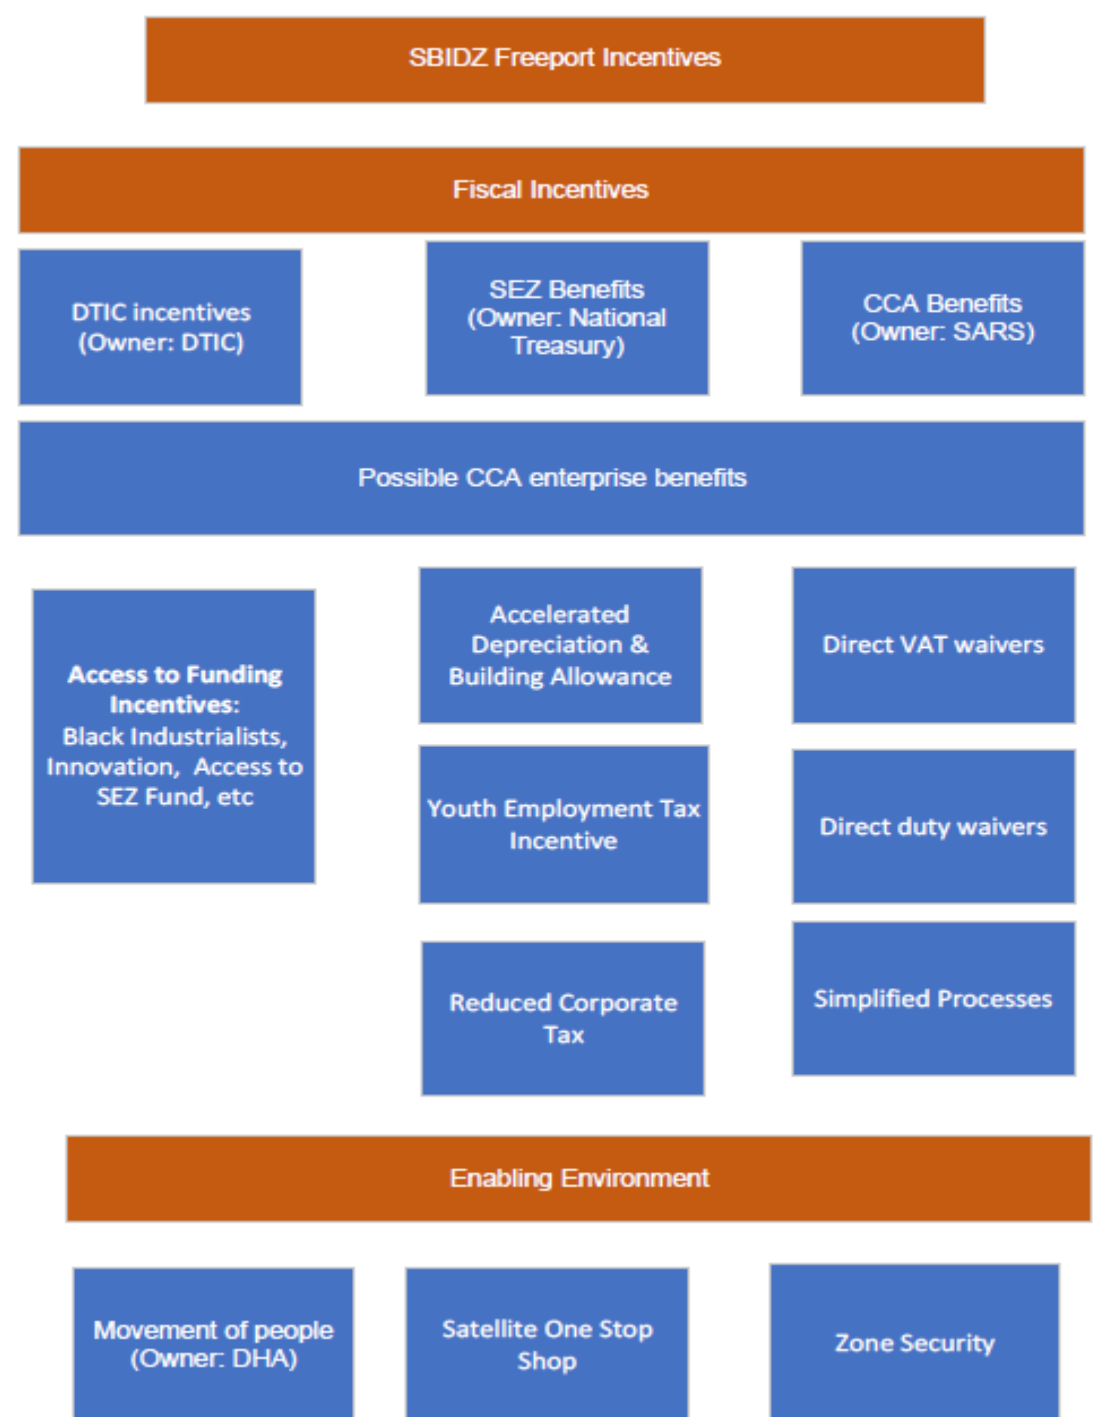 SBIDZ Freeport Incentives
Fiscal Incentives
DTIC incentives
(Owner: DTIC)
SEZ Benefits
(Owner: National
Treasury)
CCA Benefits
(Owner: SARS)
Possible CCA enterprise benefits
Access to Funding
Incentives:
Black Industrialists,
Innovation, Access to
SEZ Fund, etc
Accelerated
Depreciation &
Building Allowance
Direct VAT waivers
Youth Employment Tax
Incentive
Direct duty waivers
Reduced Corporate
Tax
Simplified Processes
Enabling Environment
Movement of people
(Owner: DHA)
Satellite One Stop
Shop
Zone Security